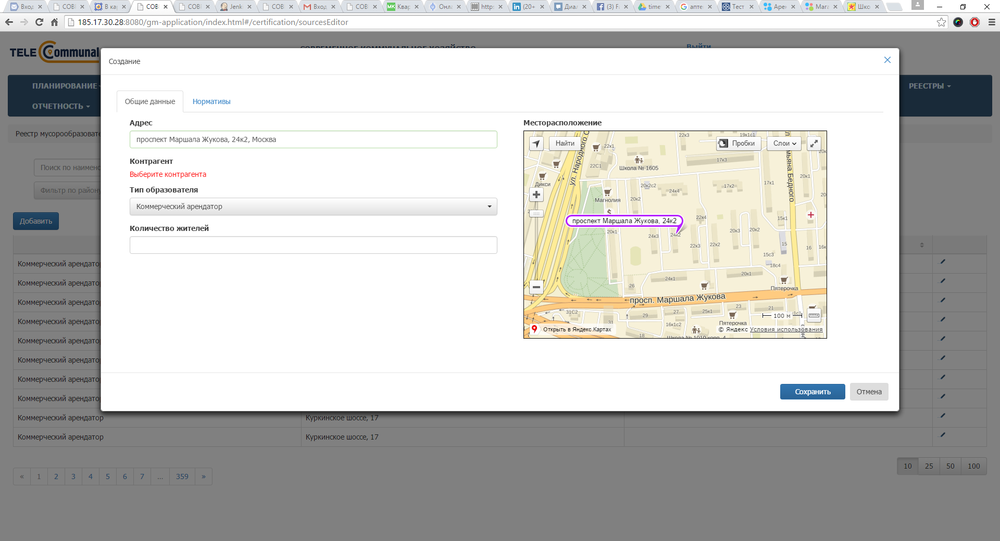 Вход
СОВ
В ка
СОВ
СОВ
Jenk
СОВ
Вход
СОВ
Квар
Онла
https
(20+
Диал
(3) Fa
time
апте
Тест
Арен
Мага
Шко
185.17.30.28:8080/gm-application/index.html#/certification/sourcesEditor
TELE Communal
СОВРЕМЕННОЕ КОММУНАЛЬНОЕ ХОЗЯЙСТВО
Выйти
ПЛАНИРОВАНИЕ
РЕЕСТРЫ
ОТЧЕТНОСТЬ
Реестр мусорообразовате
Поиск по наимено
Фильтр по району
Добавить
Создание
Общие данные
Нормативы
Адрес
проспект Маршала Жукова, 24к2, Москва
Контрагент
Выберите контрагента
Тип образователя
Коммерческий арендатор
Количество жителей
Месторасположение
Найти
Пробки
Слои
22к3
19к1с1
20к
22к1
22С1
Школа № 1605
17к3
ул. Народного О
мьяна Бедного
20к1
Дикси
20к2с2
24к4
17к2
17к1
20
Магнолия
20к2
проспект Маршала Жукова, 24к2
22к4
15к1
20к1
24к3
24к2
22к3
22к2
20к3
20к2
15
16
16к
15с3
18с4
26
24к1
20к1
Пятерочка
просп. Маршала Жукова
31С2
29
27
25к1
23
21
31
16к1с2
Пятерочка
100 м
1с1
18
Школа № 1010 корп. 4
Открыть в Яндекс.Картах
© Яндекс Условия использования
Сохранить
Отмена
Коммерческий арендатор
Коммерческий арендатор
Коммерческий арендатор
Коммерческий арендатор
Коммерческий арендатор
Коммерческий арендатор
Коммерческий арендатор
Коммерческий арендатор
Коммерческий арендатор Куркинское шоссе, 17
Коммерческий арендатор Куркинское шоссе, 17
« 1 2 3 4 5 6 7 ... 359 »
10 25 50 100